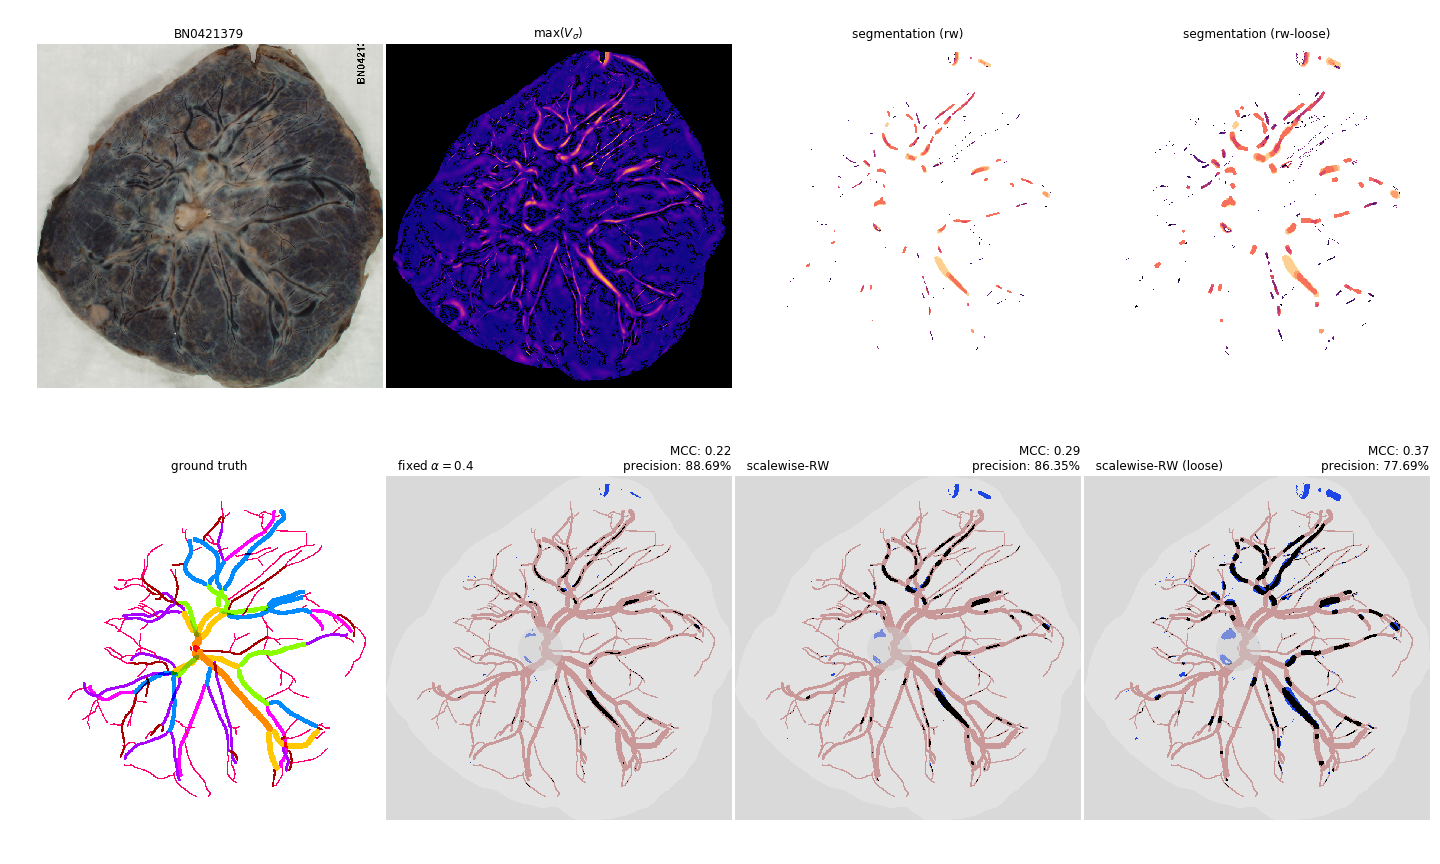 BN0421379
max(V_σ)
segmentation (rw)
segmentation (rw-loose)
BN0421
ground truth
fixed α = 0.4
MCC: 0.22
precision: 88.69%
scalewise-RW
MCC: 0.29
precision: 86.35%
scalewise-RW (loose)
MCC: 0.37
precision: 77.69%